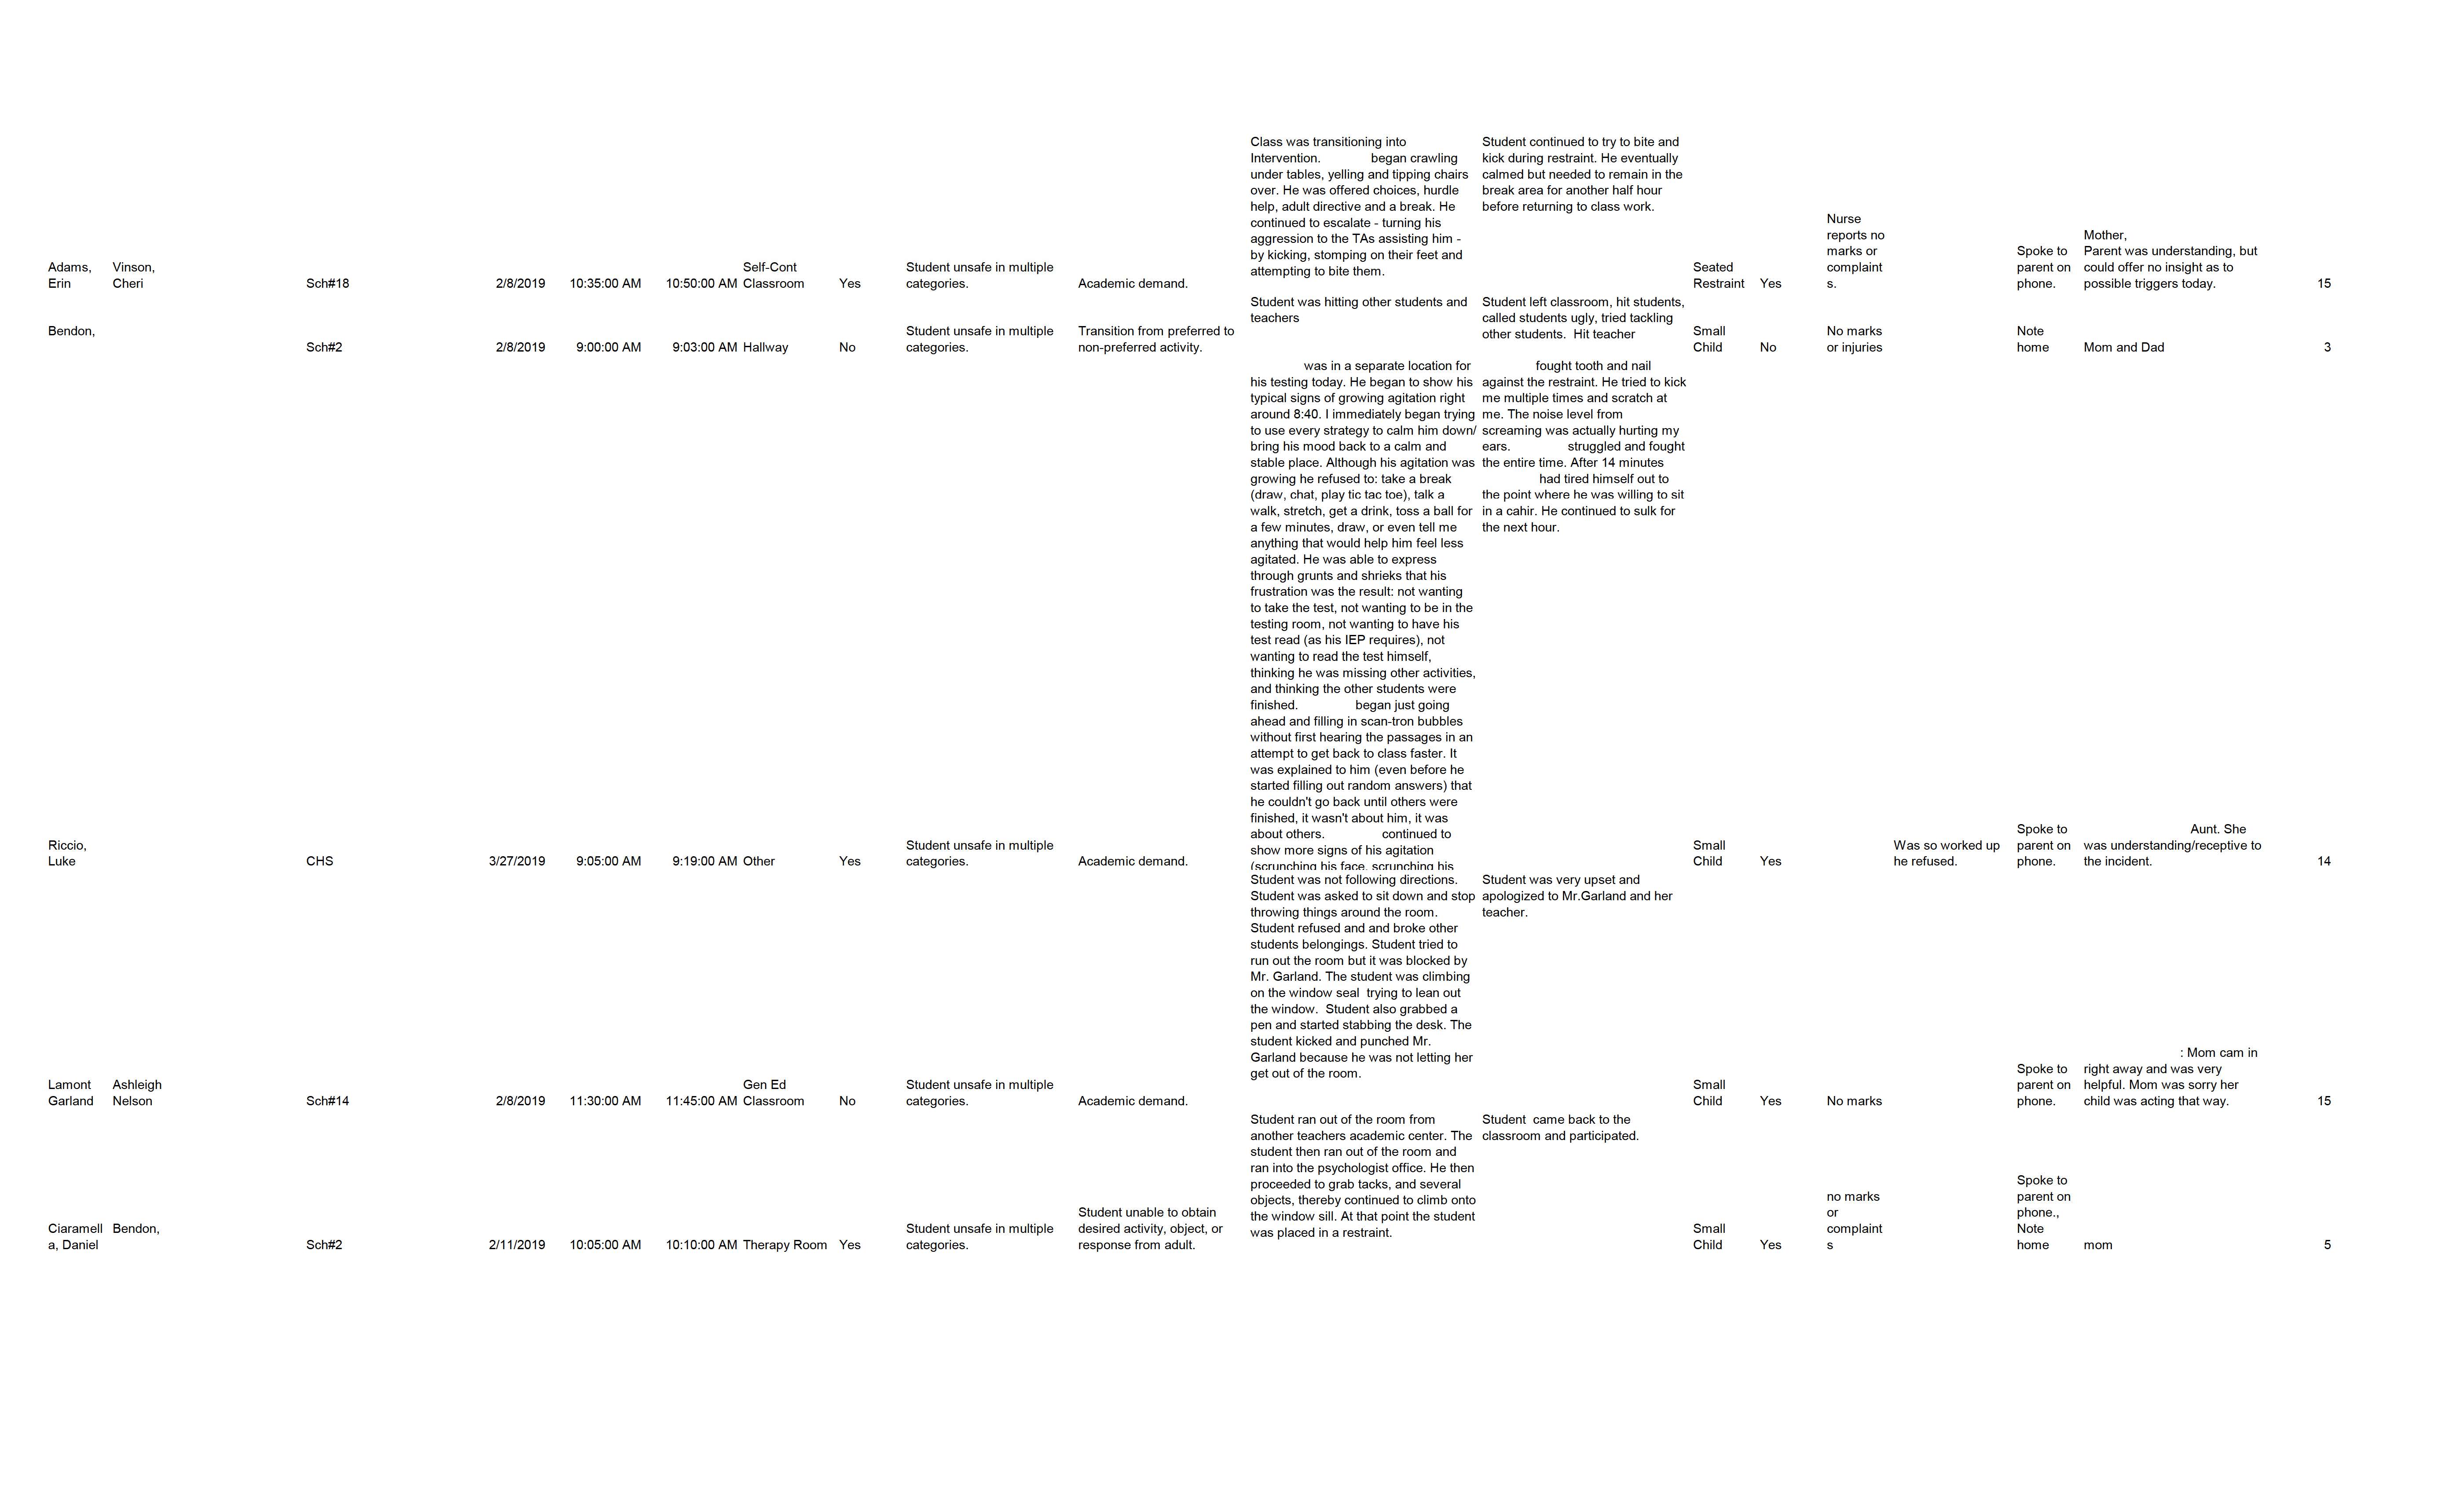 Adams,
Erin
Vinson,
Cheri
Sch#18
2/8/2019
10:35:00 AM
10:50:00 AM
Self-Cont
Classroom
Yes
Student unsafe in multiple
categories.
Academic demand.
Class was transitioning into
Intervention. began crawling
under tables, yelling and tipping chairs
over. He was offered choices, hurdle
help, adult directive and a break. He
continued to escalate - turning his
aggression to the TAs assisting him -
by kicking, stomping on their feet and
attempting to bite them.
Student continued to try to bite and
kick during restraint. He eventually
calmed but needed to remain in the
break area for another half hour
before returning to class work.
Seated
Restraint
Yes
Nurse
reports no
marks or
complaint
s.
Spoke to
parent on
phone.
Mother,
Parent was understanding, but
could offer no insight as to
possible triggers today.
15
Bendon,
Sch#2
2/8/2019
9:00:00 AM
9:03:00 AM
Hallway
No
Student unsafe in multiple
categories.
Transition from preferred to
non-preferred activity.
Student was hitting other students and
teachers
Student left classroom, hit students,
called students ugly, tried tackling
other students.  Hit teacher
Small
Child
No
No marks
or injuries
Note
home
Mom and Dad
3
Riccio,
Luke
CHS
3/27/2019
9:05:00 AM
9:19:00 AM
Other
Yes
Student unsafe in multiple
categories.
Academic demand.
was in a separate location for
his testing today. He began to show his
typical signs of growing agitation right
around 8:40. I immediately began trying
to use every strategy to calm him down/
bring his mood back to a calm and
stable place. Although his agitation was
growing he refused to: take a break
(draw, chat, play tic tac toe), talk a
walk, stretch, get a drink, toss a ball for
a few minutes, draw, or even tell me
anything that would help him feel less
agitated. He was able to express
through grunts and shrieks that his
frustration was the result: not wanting
to take the test, not wanting to be in the
testing room, not wanting to have his
test read (as his IEP requires), not
wanting to read the test himself,
thinking he was missing other activities,
and thinking the other students were
finished. began just going
ahead and filling in scan-tron bubbles
without first hearing the passages in an
attempt to get back to class faster. It
was explained to him (even before he
started filling out random answers) that
he couldn't go back until others were
finished, it wasn't about him, it was
about others. continued to
show more signs of his agitation
(scrunching his face, scrunching his
fought tooth and nail
against the restraint. He tried to kick
me multiple times and scratch at
me. The noise level from
screaming was actually hurting my
ears. struggled and fought
the entire time. After 14 minutes
had tired himself out to
the point where he was willing to sit
in a cahir. He continued to sulk for
the next hour.
Small
Child
Yes
Was so worked up
he refused.
Spoke to
parent on
phone.
Aunt. She
was understanding/receptive to
the incident.
14
Lamont
Garland
Ashleigh
Nelson
Sch#14
2/8/2019
11:30:00 AM
11:45:00 AM
Gen Ed
Classroom
No
Student unsafe in multiple
categories.
Academic demand.
Student was not following directions.
Student was asked to sit down and stop
throwing things around the room.
Student refused and and broke other
students belongings. Student tried to
run out the room but it was blocked by
Mr. Garland. The student was climbing
on the window seal  trying to lean out
the window.  Student also grabbed a
pen and started stabbing the desk. The
student kicked and punched Mr.
Garland because he was not letting her
get out of the room.
Student was very upset and
apologized to Mr.Garland and her
teacher.
Small
Child
Yes
No marks
Spoke to
parent on
phone.
: Mom cam in
right away and was very
helpful. Mom was sorry her
child was acting that way.
15
Ciaramell
a, Daniel
Bendon,
Sch#2
2/11/2019
10:05:00 AM
10:10:00 AM
Therapy Room
Yes
Student unsafe in multiple
categories.
Student unable to obtain
desired activity, object, or
response from adult.
Student ran out of the room from
another teachers academic center. The
student then ran out of the room and
ran into the psychologist office. He then
proceeded to grab tacks, and several
objects, thereby continued to climb onto
the window sill. At that point the student
was placed in a restraint.
Student  came back to the
classroom and participated.
Small
Child
Yes
no marks
or
complaint
s
Spoke to
parent on
phone.,
Note
home
mom
5